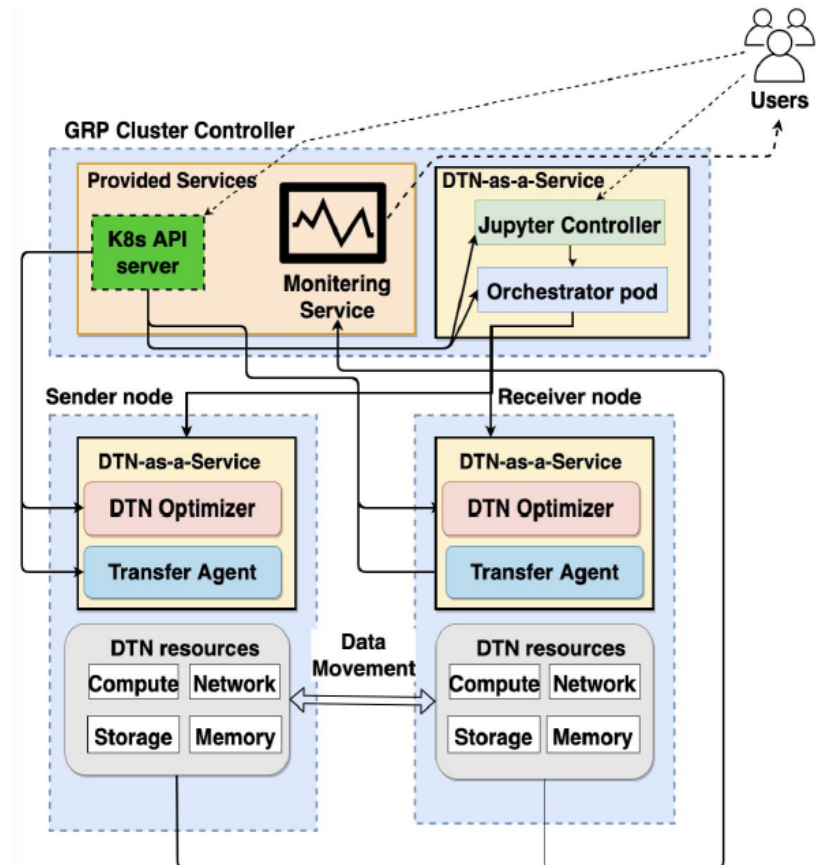 Users
GRP Cluster Controller
Provided Services
K8s API
server
Monitering
Service
DTN-as-a-Service
Jupyter Controller
Orchestrator pod
Sender node
DTN-as-a-Service
DTN Optimizer
Transfer Agent
DTN resources
Compute
Network
Storage
Memory
Data
Movement
Receiver node
DTN-as-a-Service
DTN Optimizer
Transfer Agent
DTN resources
Compute
Network
Storage
Memory